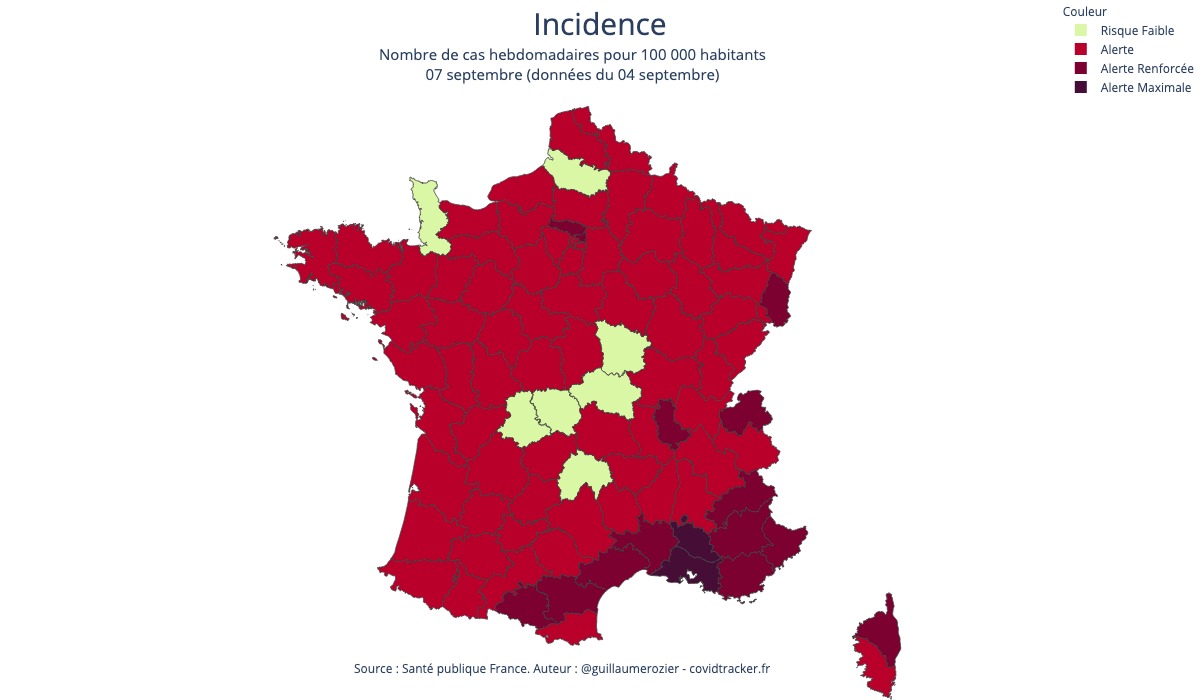 Incidence
Nombre de cas hebdomadaires pour 100 000 habitants
07 septembre (données du 04 septembre)
Couleur
Risque Faible
Alerte
Alerte Renforcée
Alerte Maximale
Source : Santé publique France. Auteur : @guillaumerozier - covidtracker.fr